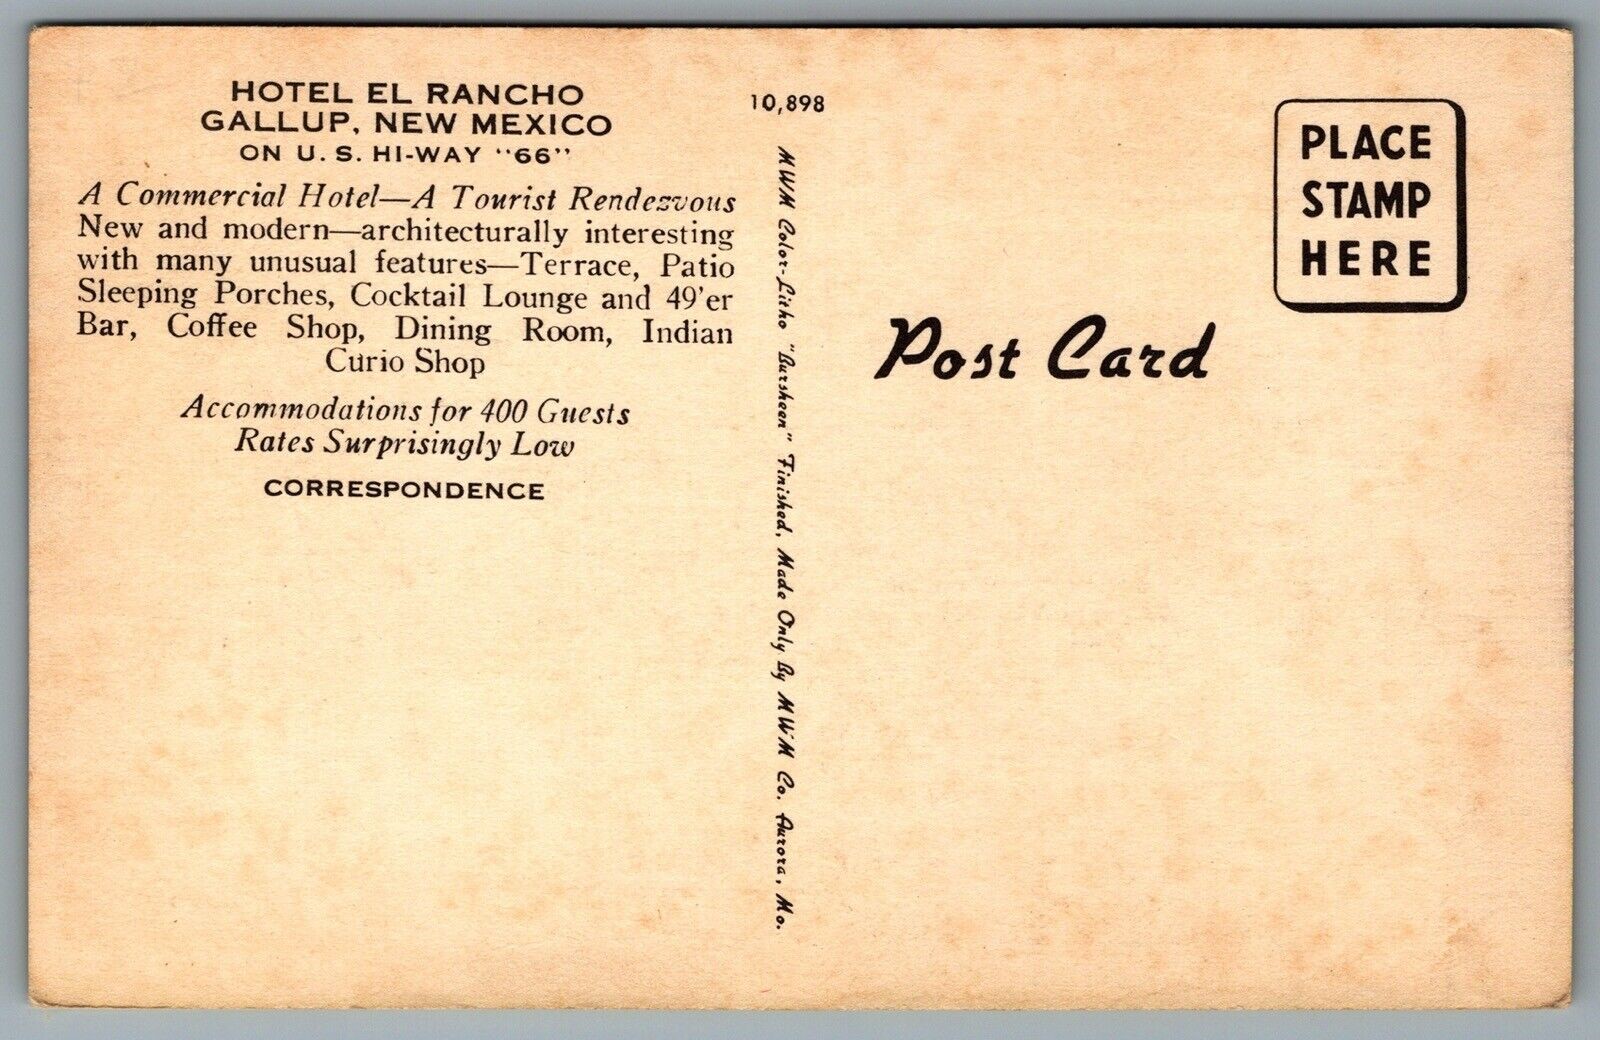 HOTEL EL RANCHO
GALLUP, NEW MEXICO
ON U. S. HI-WAY "66"
A Commercial Hotel—A Tourist Rendezvous
New and modern—architecturally interesting
with many unusual features—Terrace, Patio
Sleeping Porches, Cocktail Lounge and 49'er
Bar, Coffee Shop, Dining Room, Indian
Curio Shop
Accommodations for 400 Guests
Rates Surprisingly Low
CORRESPONDENCE
10,898
MWM Color-Litho "Bursheen" Finished. Made Only By MWM Co. Aurora, Mo.
PLACE
STAMP
HERE
Post Card